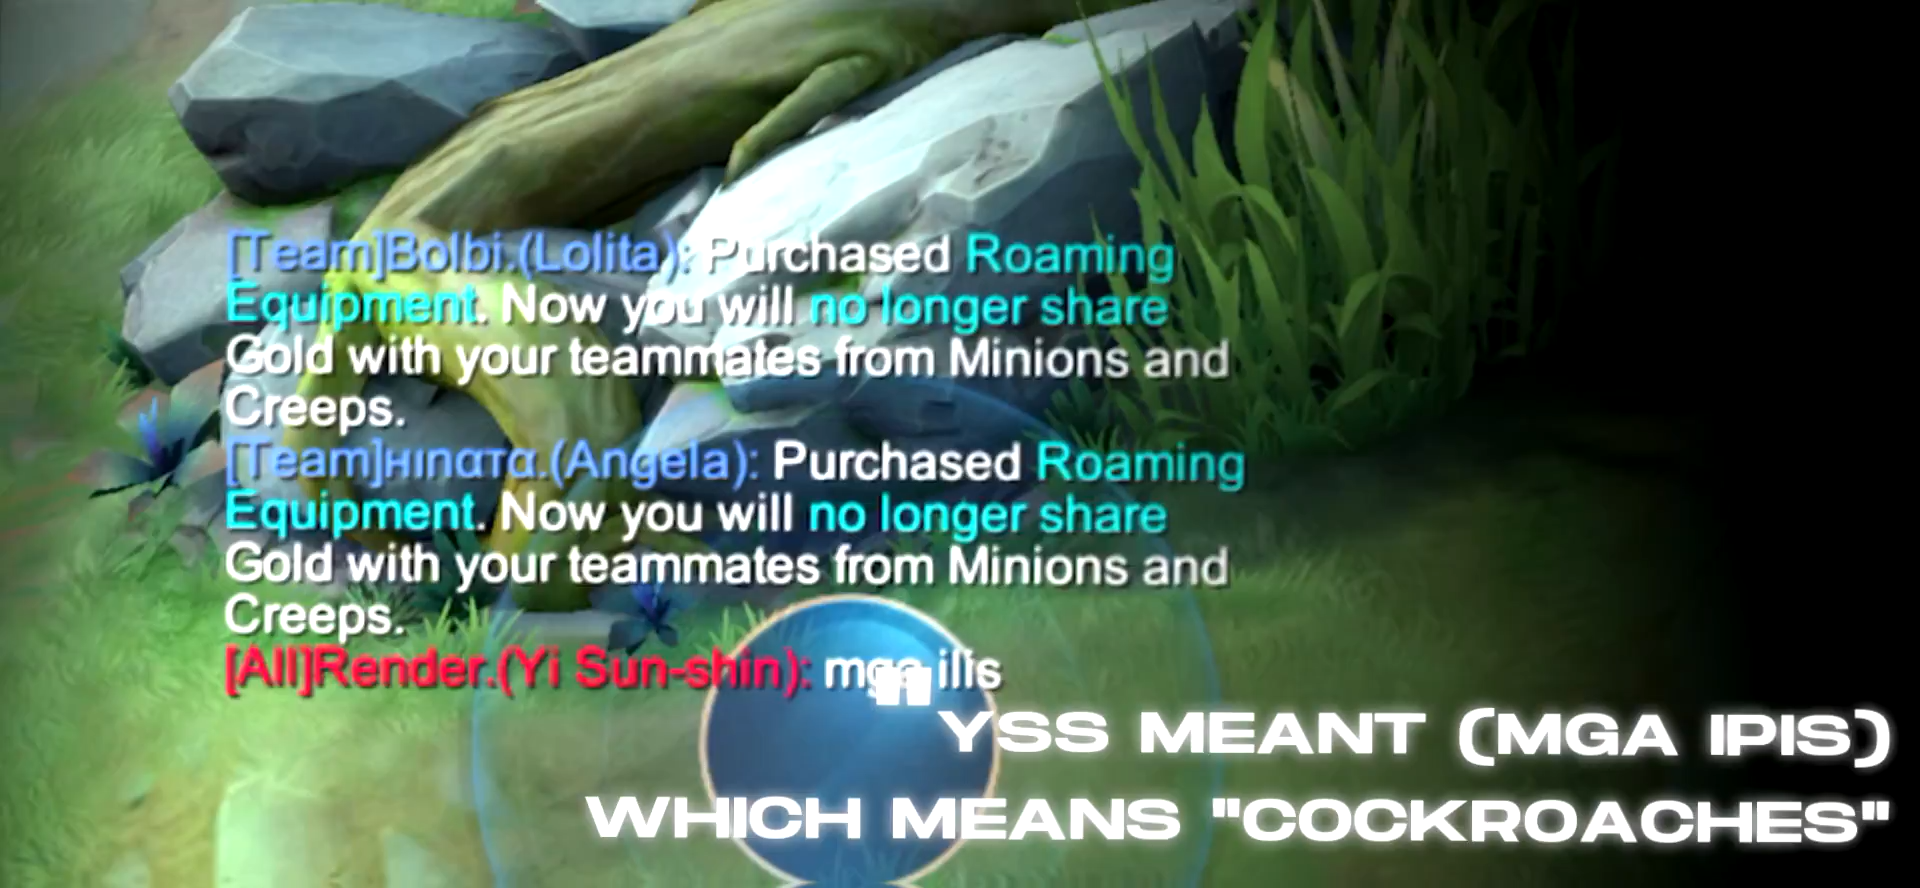 [Team]Bolbi.(Lolita): Purchased Roaming
Equipment. Now you will no longer share
Gold with your teammates from Minions and
Creeps.
[Team]нιnαтα.(Angela): Purchased Roaming
Equipment. Now you will no longer share
Gold with your teammates from Minions and
Creeps.
[All]Render.(Yi Sun-shin): mga ilis
"YSS MEANT (MGA IPIS)
WHICH MEANS "COCKROACHES"